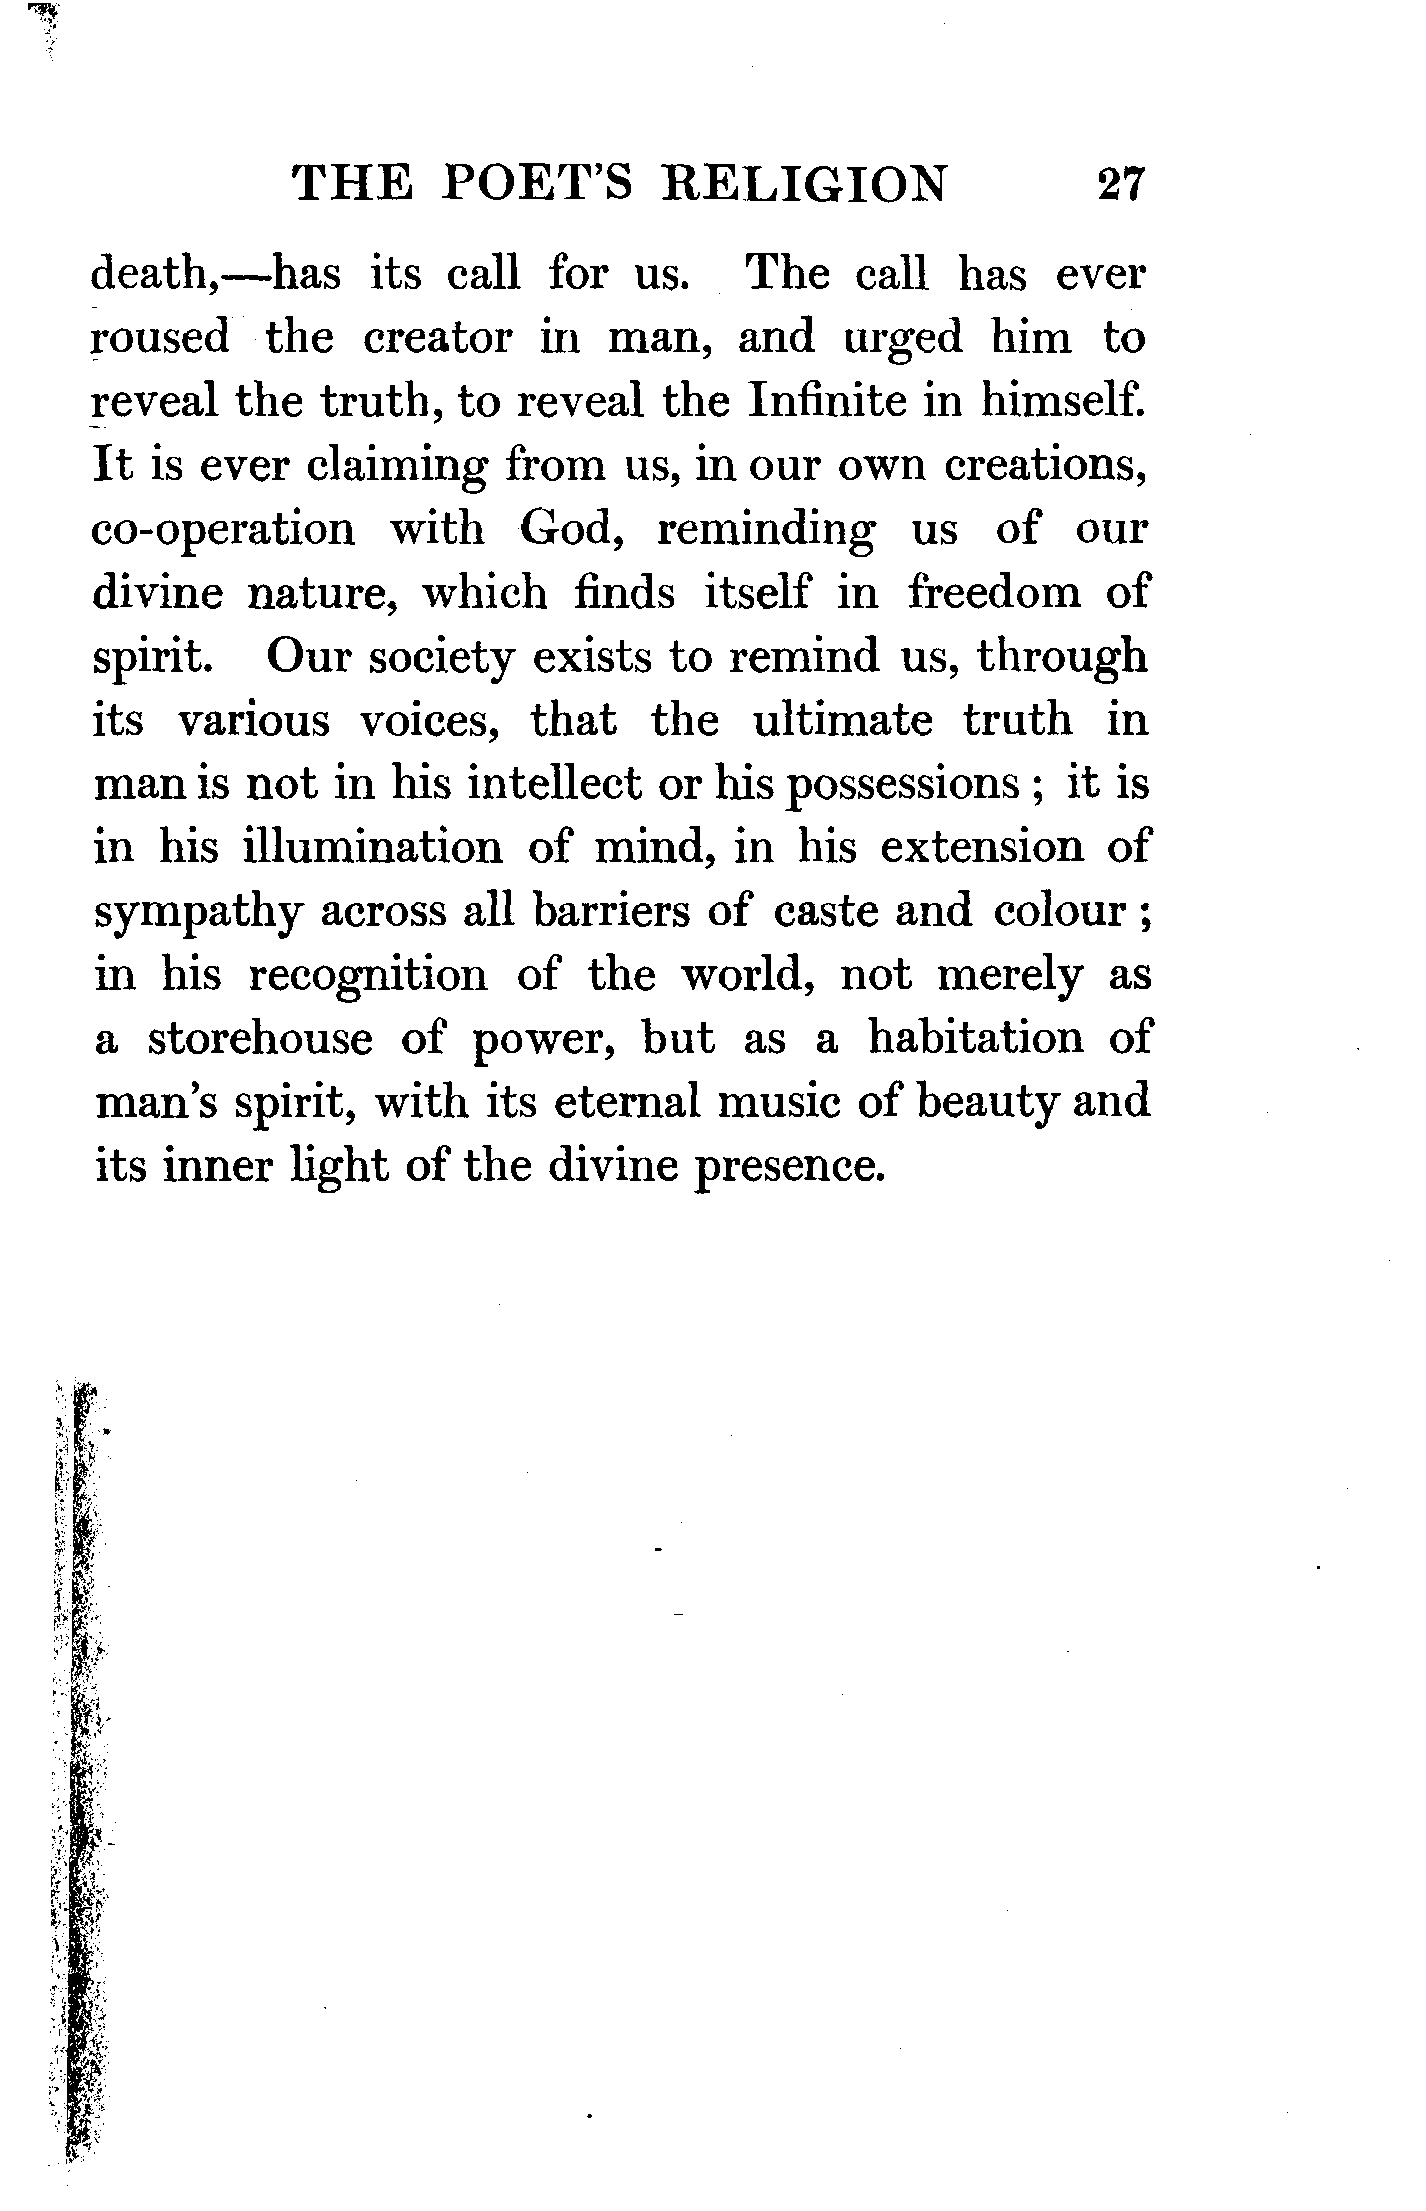 THE POET'S RELIGION 27
death,—has its call for us. The call has ever
roused the creator in man, and urged him to
reveal the truth, to reveal the Infinite in himself.
It is ever claiming from us, in our own creations,
co-operation with God, reminding us of our
divine nature, which finds itself in freedom of
spirit. Our society exists to remind us, through
its various voices, that the ultimate truth in
man is not in his intellect or his possessions ; it is
in his illumination of mind, in his extension of
sympathy across all barriers of caste and colour ;
in his recognition of the world, not merely as
a storehouse of power, but as a habitation of
man's spirit, with its eternal music of beauty and
its inner light of the divine presence.